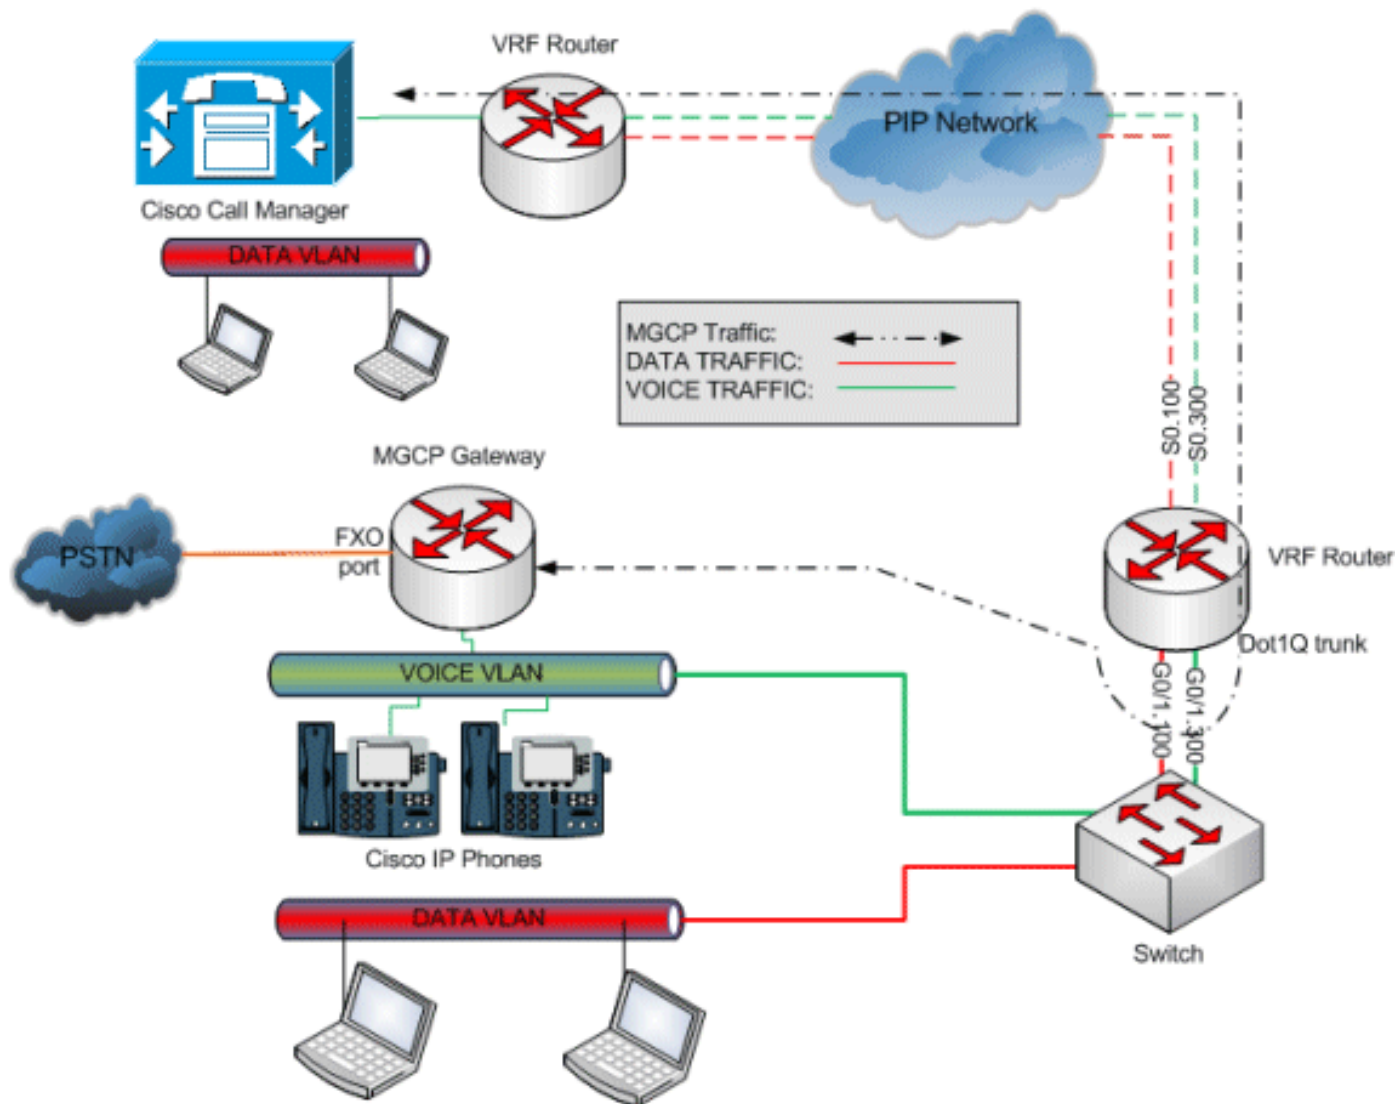 VRF Router
PIP Network
Cisco Call Manager
DATA VLAN
MGCP Traffic:
DATA TRAFFIC:
VOICE TRAFFIC:
S0.100
S0.300
MGCP Gateway
PSTN
FXO
port
VRF Router
Dot1Q trunk
VOICE VLAN
G0/1.100
G0/1.300
Cisco IP Phones
DATA VLAN
Switch